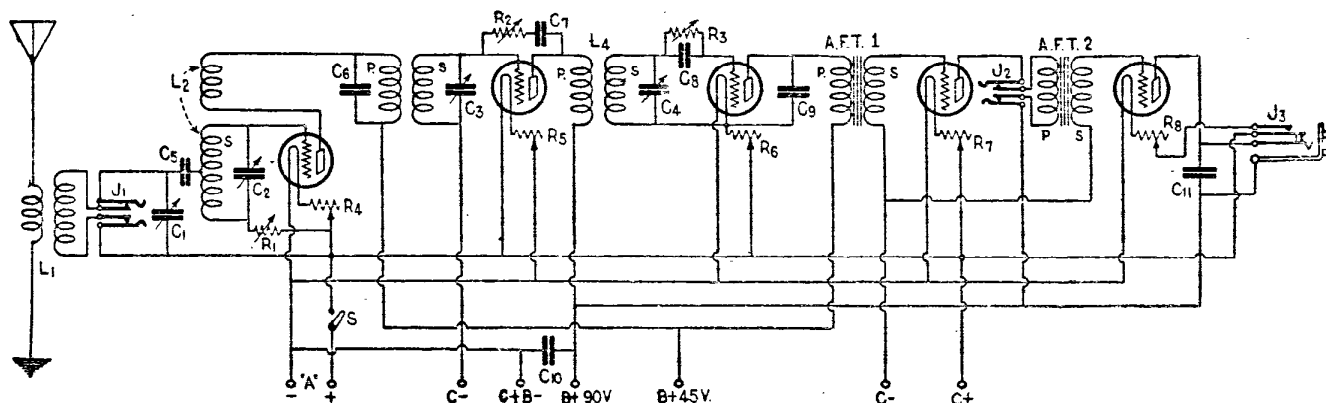 R2
C7
R3
L4
A.F.T. 1
A.F.T. 2
L2
C6
P.
S
C3
P.
S
C8
C4
C9
P.
S
J2
P
S
J3
S
C5
C2
R5
R6
R7
R8
J1
C1
R4
R1
C11
L1
S
C10
- "A" +
C-
C+B-
B+90V
B+45V.
C-
C+